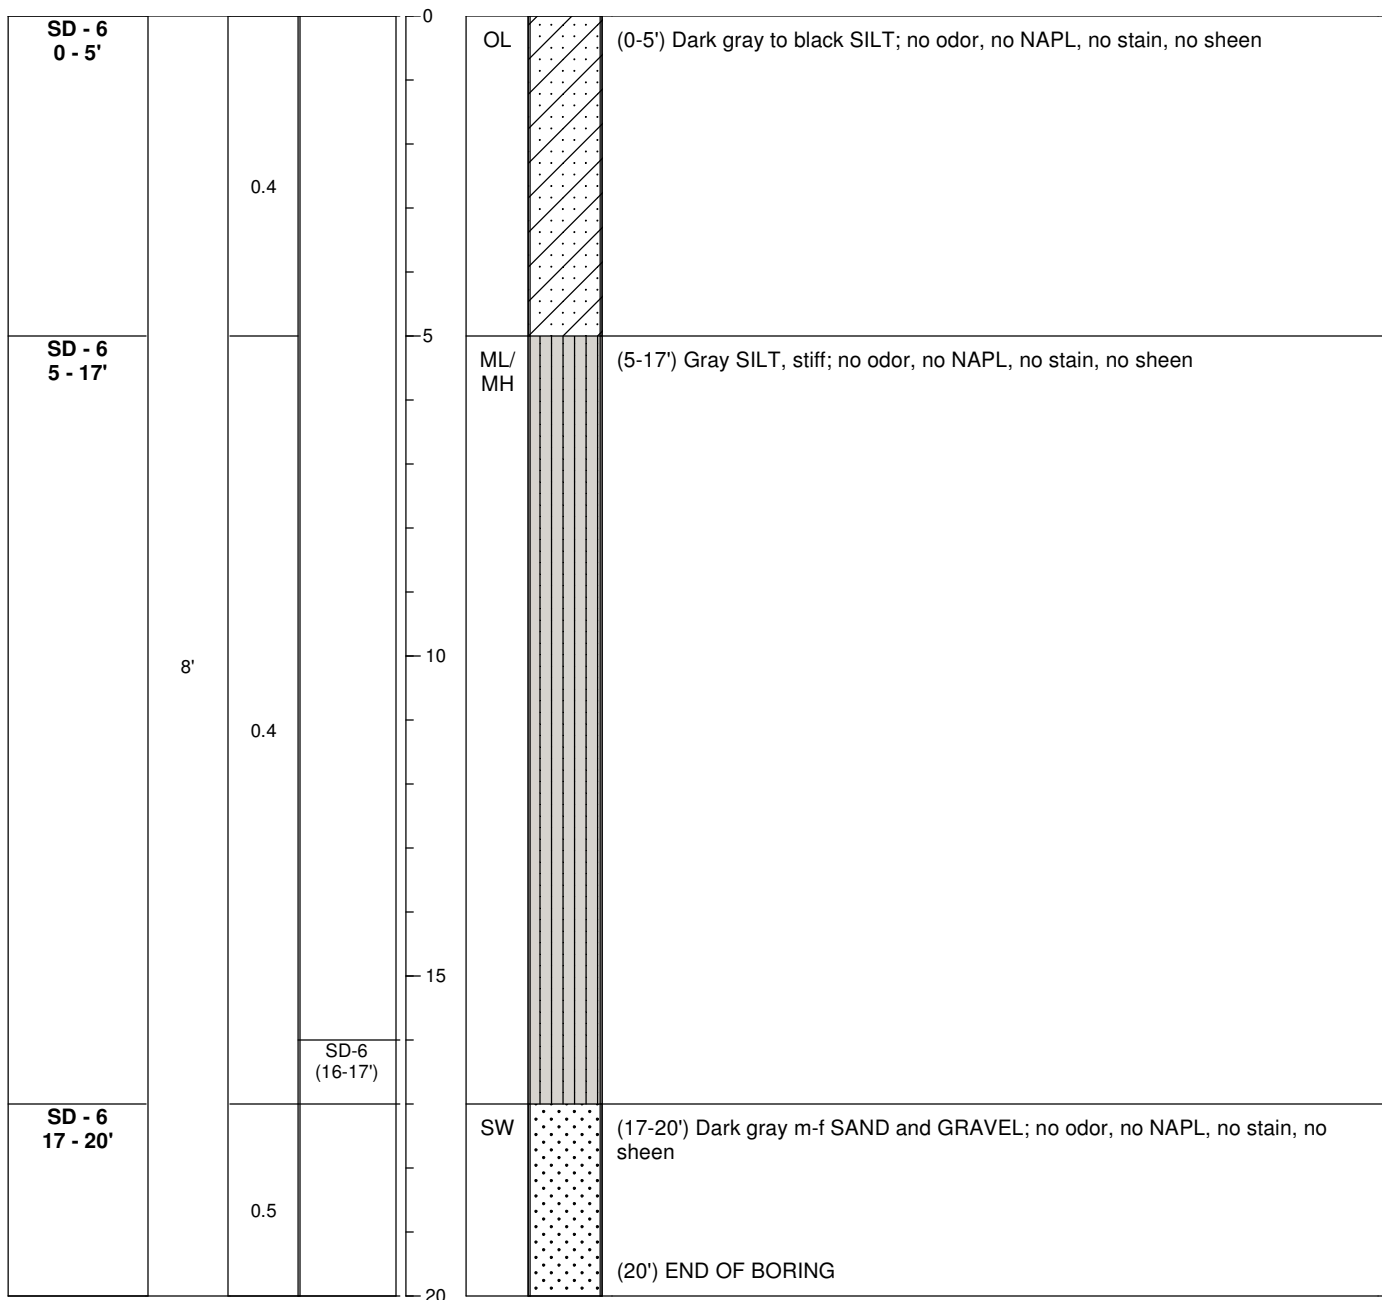 SD - 6
0 - 5'
0
OL
(0-5') Dark gray to black SILT; no odor, no NAPL, no stain, no sheen
0.4
5
SD - 6
5 - 17'
ML/
MH
(5-17') Gray SILT, stiff; no odor, no NAPL, no stain, no sheen
8'
10
0.4
15
SD-6
(16-17')
SD - 6
17 - 20'
SW
(17-20') Dark gray m-f SAND and GRAVEL; no odor, no NAPL, no stain, no
sheen
0.5
(20') END OF BORING
20